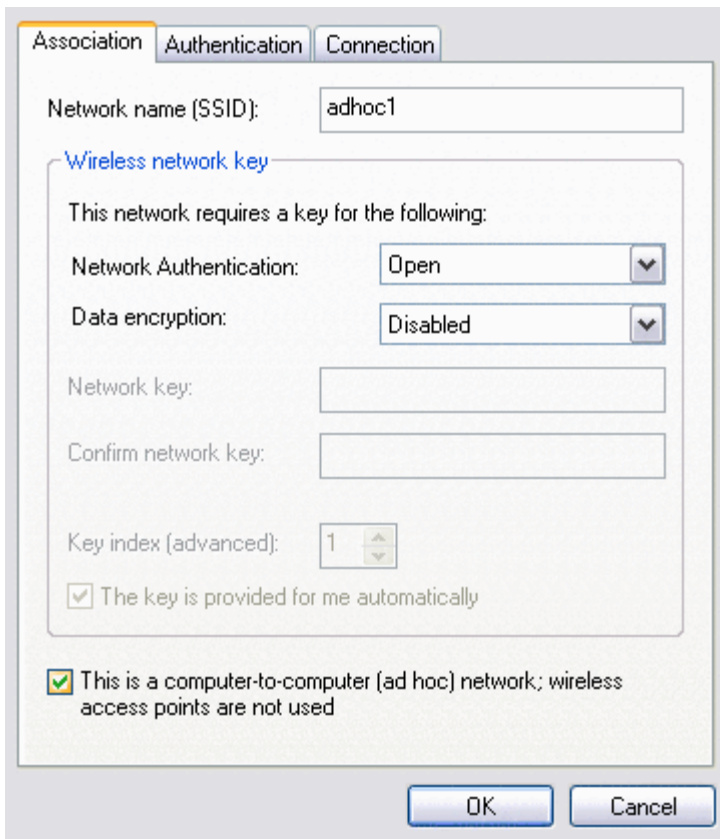 Association Authentication Connection
Network name (SSID): adhoc1
Wireless network key
This network requires a key for the following:
Network Authentication: Open
Data encryption: Disabled
Network key:
Confirm network key:
Key index (advanced): 1
The key is provided for me automatically
This is a computer-to-computer (ad hoc) network; wireless
access points are not used
OK Cancel